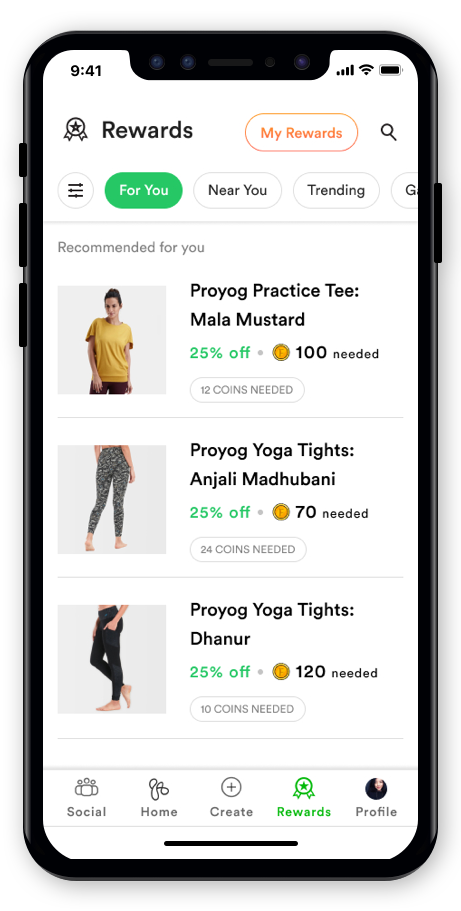 9:41
Rewards
My Rewards
For You
Near You
Trending
Recommended for you
Proyog Practice Tee:
Mala Mustard
25% off • 100 needed
12 COINS NEEDED
Proyog Yoga Tights:
Anjali Madhubani
25% off • 70 needed
24 COINS NEEDED
Proyog Yoga Tights:
Dhanur
25% off • 120 needed
10 COINS NEEDED
Social Home Create Rewards Profile